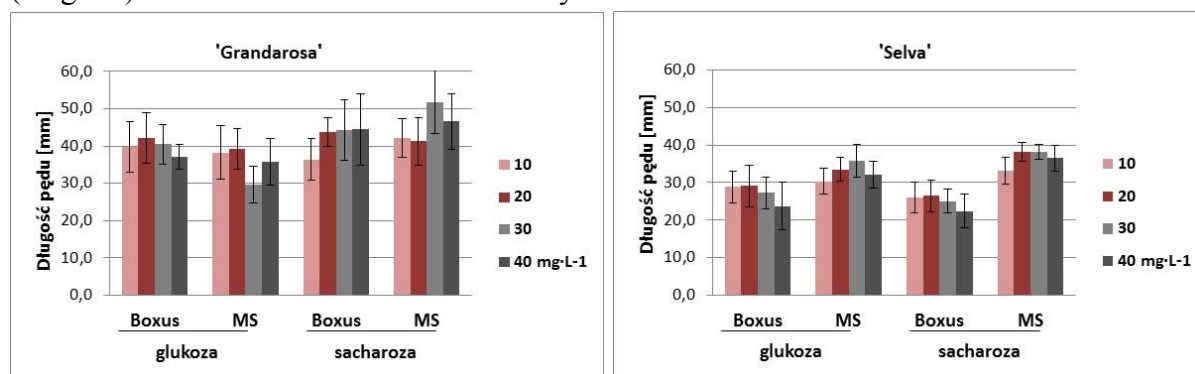 'Grandarosa'
Długość pędu [mm]
60,0
50,0
40,0
30,0
20,0
10,0
0,0
Boxus MS Boxus MS
glukoza sacharoza
10
20
30
40 mg·L-1
'Selva'
Długość pędu [mm]
60,0
50,0
40,0
30,0
20,0
10,0
0,0
Boxus MS Boxus MS
glukoza sacharoza
10
20
30
40 mg·L-1